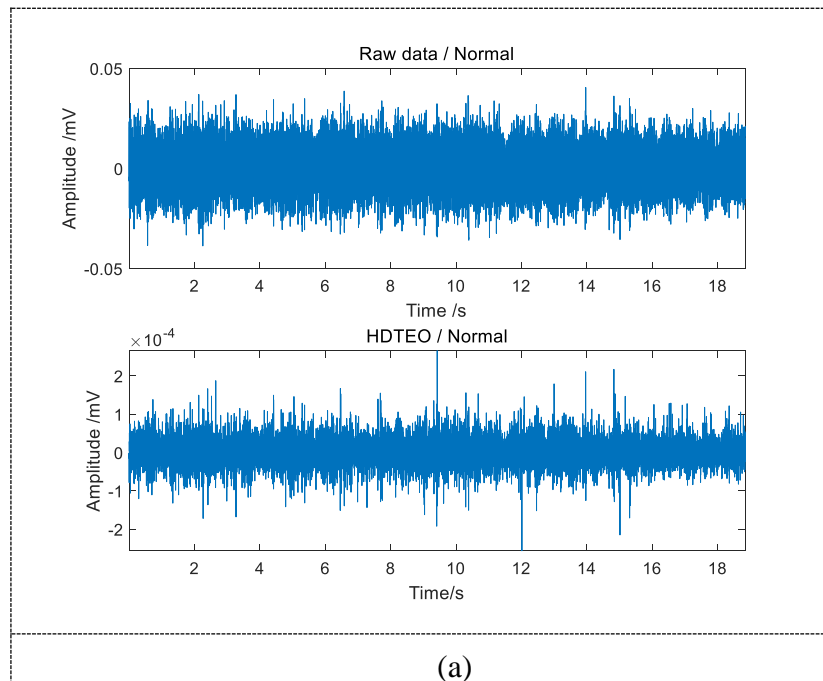 Raw data / Normal
0.05
0
-0.05
Amplitude /mV
2 4 6 8 10 12 14 16 18
Time /s
×10⁻⁴
HDTEO / Normal
2
1
0
-1
-2
Amplitude /mV
2 4 6 8 10 12 14 16 18
Time/s
(a)